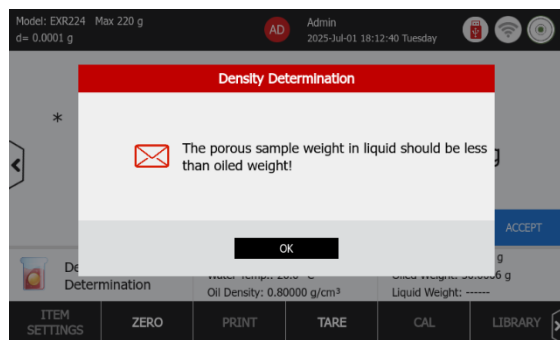 Model: EXR224 Max 220 g
d= 0.0001 g
AD
Admin
2025-Jul-01 18:12:40 Tuesday
Density Determination
*
The porous sample weight in liquid should be less
than oiled weight!
g
OK
ACCEPT
De
Determination
Oil Density: 0.80000 g/cm³
g
Liquid Weight: ------
ITEM
SETTINGS
ZERO
PRINT
TARE
CAL
LIBRARY